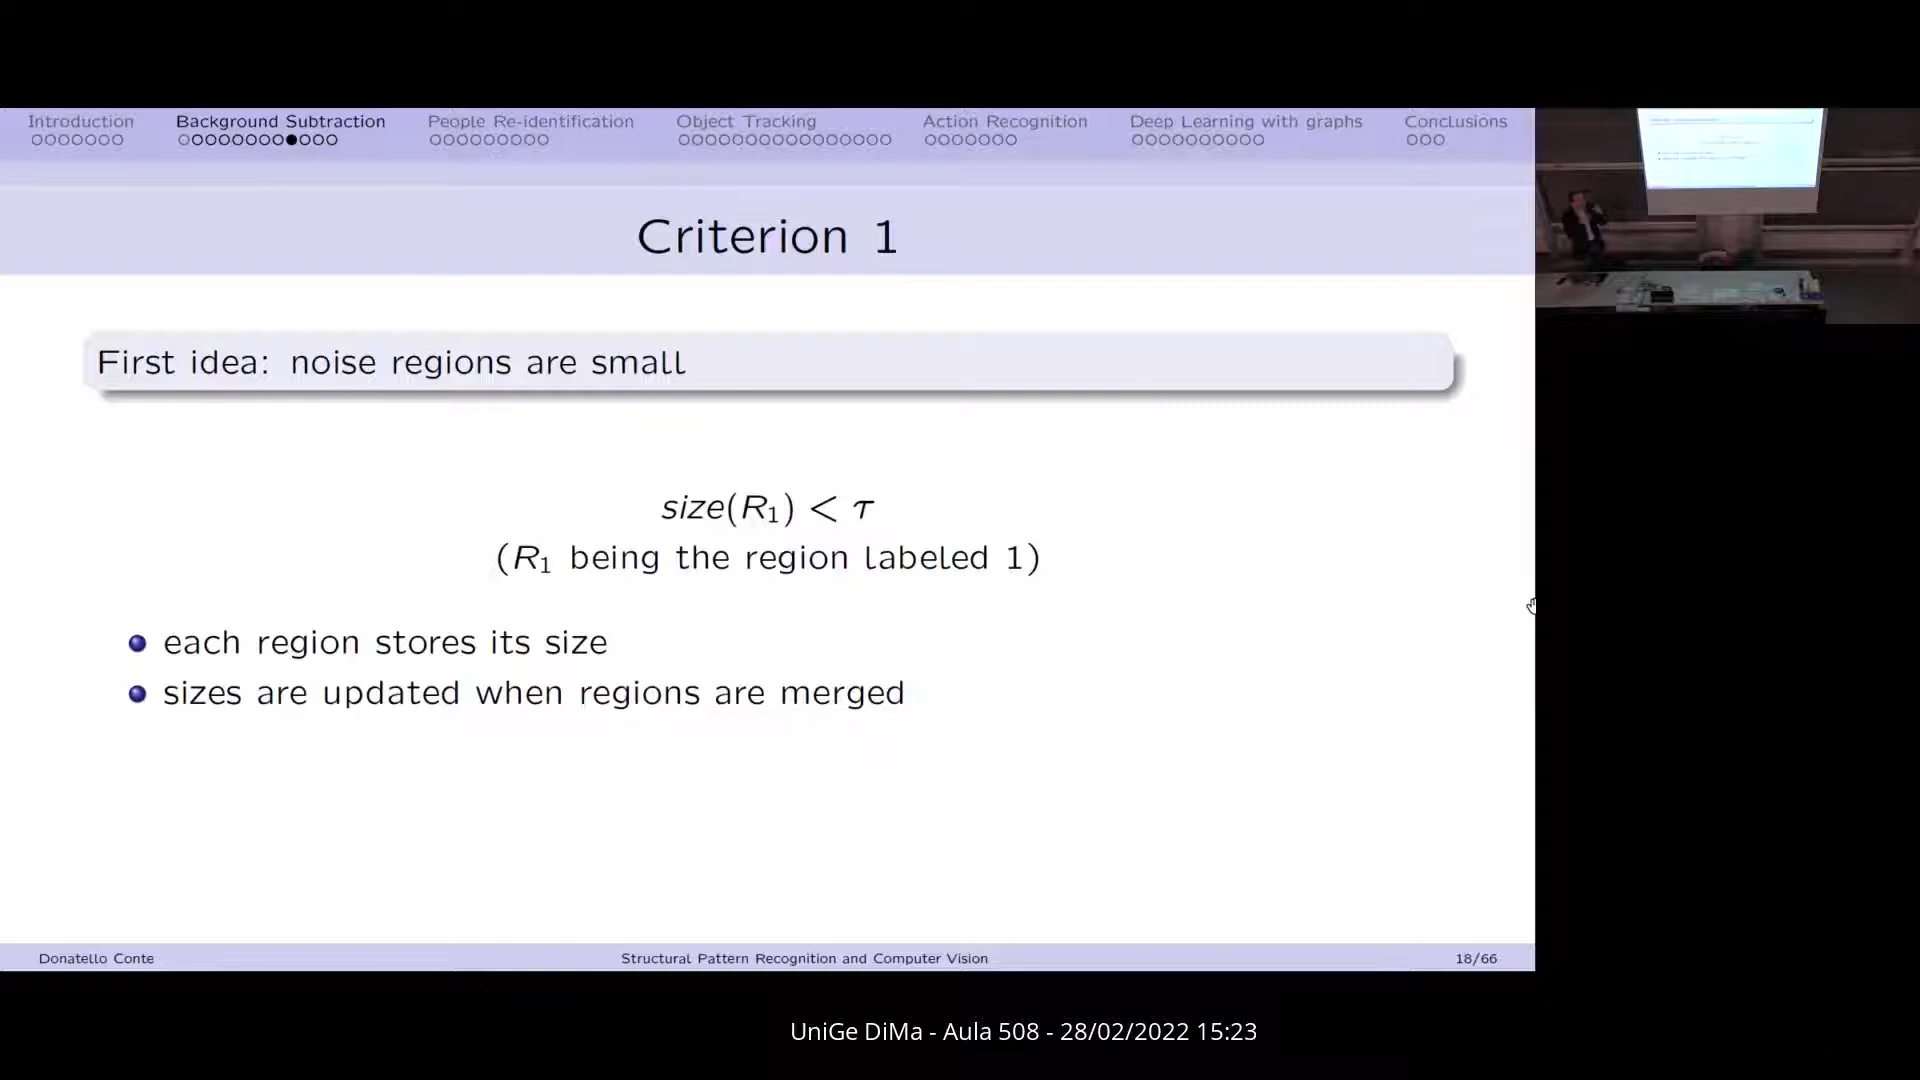 Introduction Background Subtraction People Re-identification Object Tracking Action Recognition Deep Learning with graphs Conclusions
Criterion 1
First idea: noise regions are small
size(R₁) < τ
(R₁ being the region labeled 1)
each region stores its size
sizes are updated when regions are merged
Donatello Conte Structural Pattern Recognition and Computer Vision 18/66
UniGe DiMa - Aula 508 - 28/02/2022 15:23